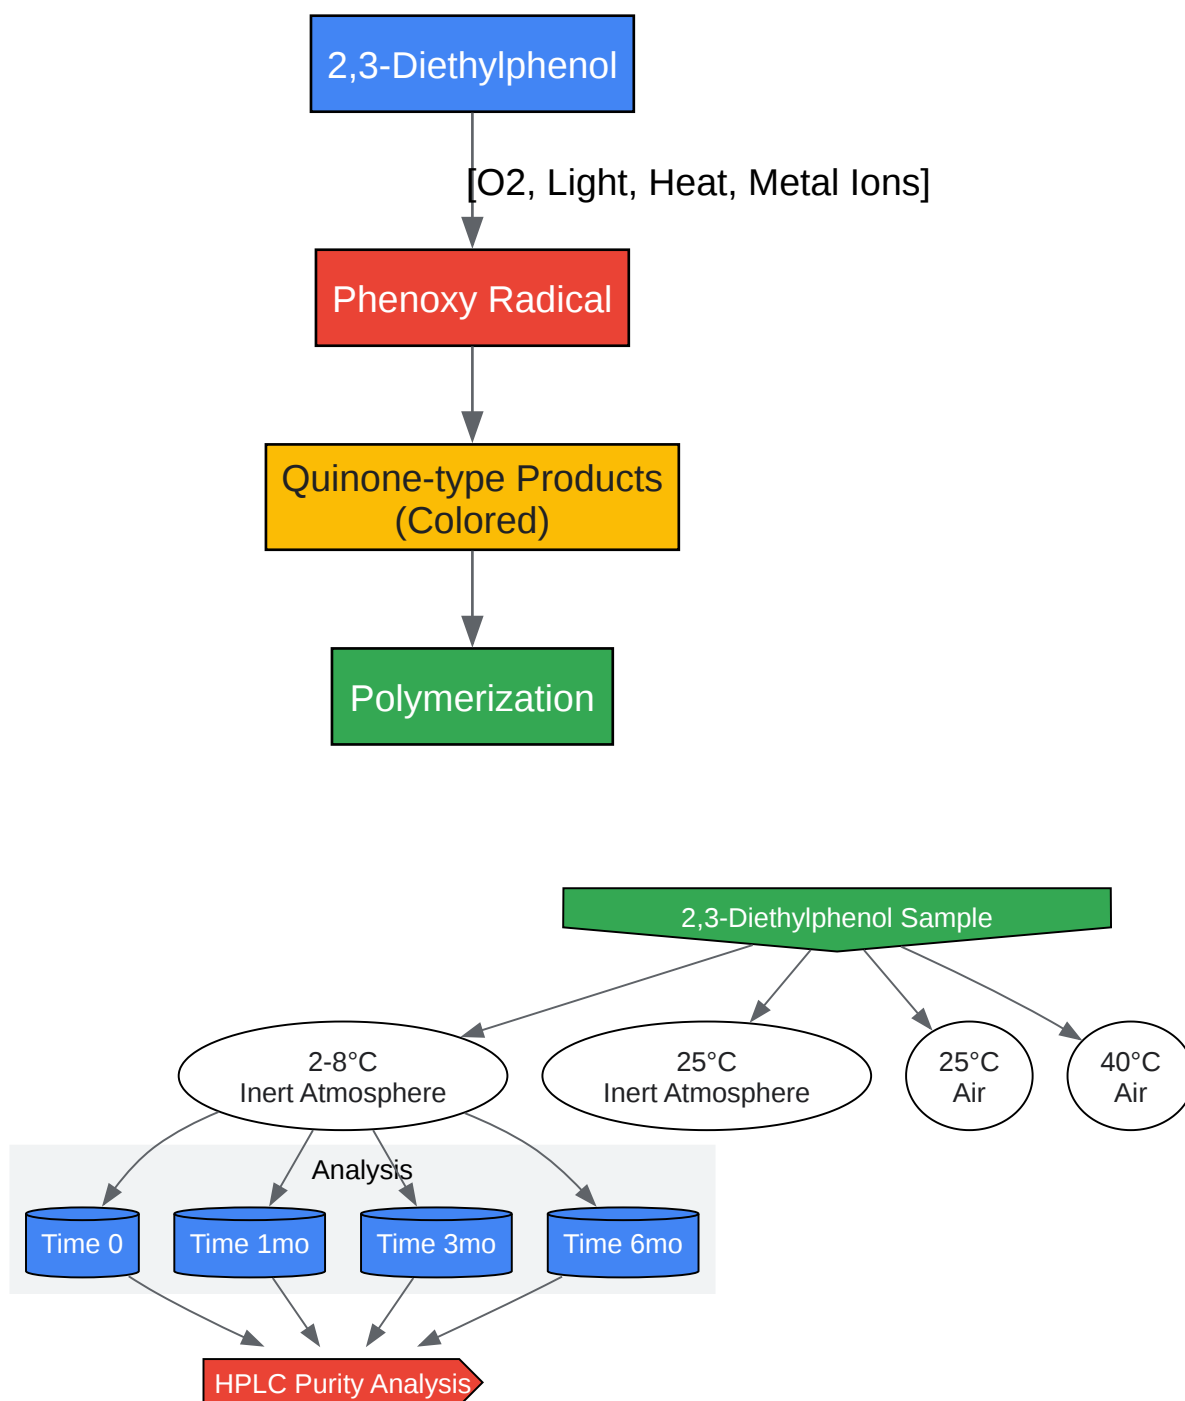 2,3-Diethylphenol
[O2, Light, Heat, Metal Ions]
Phenoxy Radical
Quinone-type Products
(Colored)
Polymerization
2,3-Diethylphenol Sample
2-8°C
Inert Atmosphere
25°C
Inert Atmosphere
25°C
Air
40°C
Air
Analysis
Time 0
Time 1mo
Time 3mo
Time 6mo
HPLC Purity Analysis